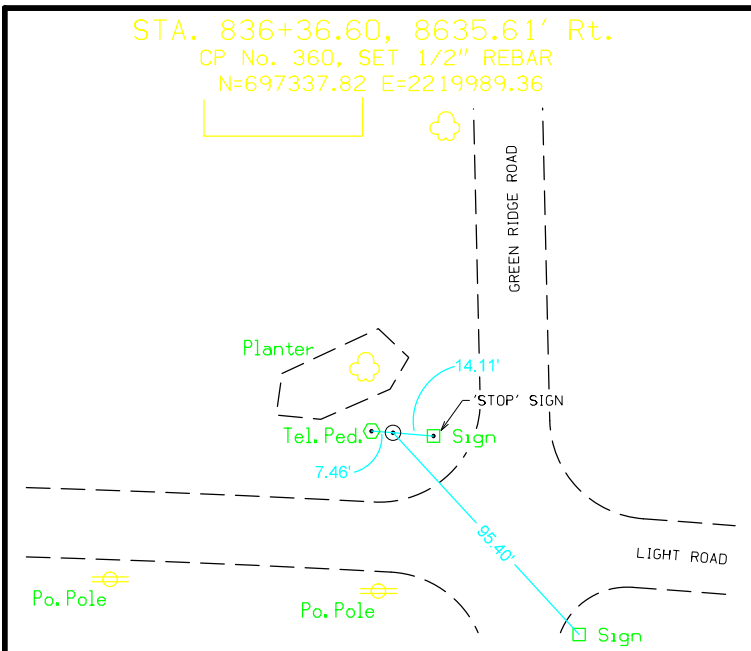 STA. 836+36.60, 8635.61' Rt.
CP No. 360, SET 1/2" REBAR
N=697337.82 E=2219989.36
GREEN RIDGE ROAD
Planter
14.11'
'STOP' SIGN
Tel. Ped.
Sign
7.46'
95.40'
LIGHT ROAD
Po. Pole
Po. Pole
Sign